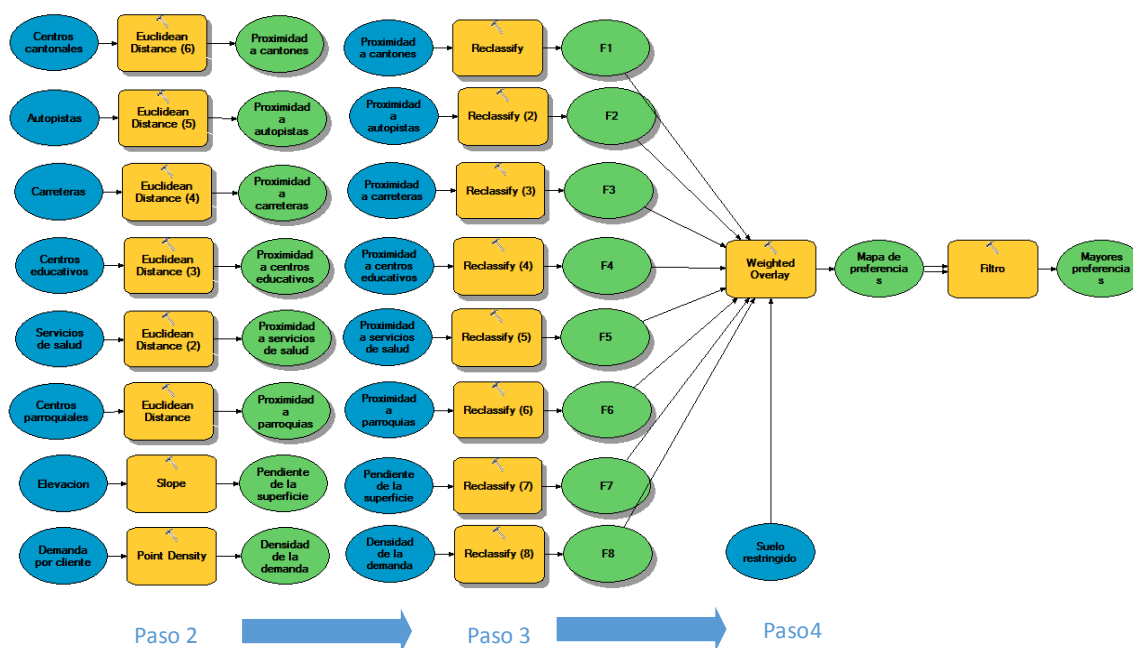 Centros
cantonales
Euclidean
Distance (6)
Proximidad
a cantones
Proximidad
a cantones
Reclassify
F1
Autopistas
Euclidean
Distance (5)
Proximidad
a
autopistas
Proximidad
a
autopistas
Reclassify (2)
F2
Carreteras
Euclidean
Distance (4)
Proximidad
a
carreteras
Proximidad
a carreteras
Reclassify (3)
F3
Centros
educativos
Euclidean
Distance (3)
Proximidad
a centros
educativos
Proximidad
a centros
educativos
Reclassify (4)
F4
Weighted
Overlay
Mapa de
preferencia
s
Filtro
Mayores
preferencia
s
Servicios
de salud
Euclidean
Distance (2)
Proximidad
a servicios
de salud
Proximidad
a servicios
de salud
Reclassify (5)
F5
Centros
parroquiales
Euclidean
Distance
Proximidad
a
parroquias
Proximidad
a
parroquias
Reclassify (6)
F6
Elevacion
Slope
Pendiente
de la
superficie
Pendiente
de la
superficie
Reclassify (7)
F7
Demanda
por cliente
Point Density
Densidad
de la
demanda
Densidad
de la
demanda
Reclassify (8)
F8
Suelo
restringido
Paso 2
Paso 3
Paso4